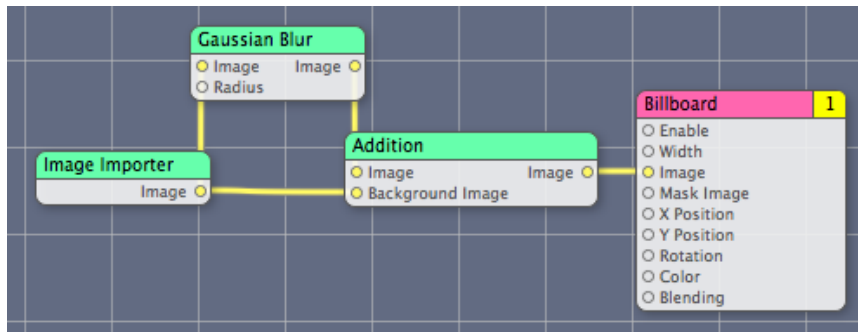 Gaussian Blur
Image Image
Radius
Image Importer
Image
Addition
Image Image
Background Image
Billboard 1
Enable
Width
Image
Mask Image
X Position
Y Position
Rotation
Color
Blending